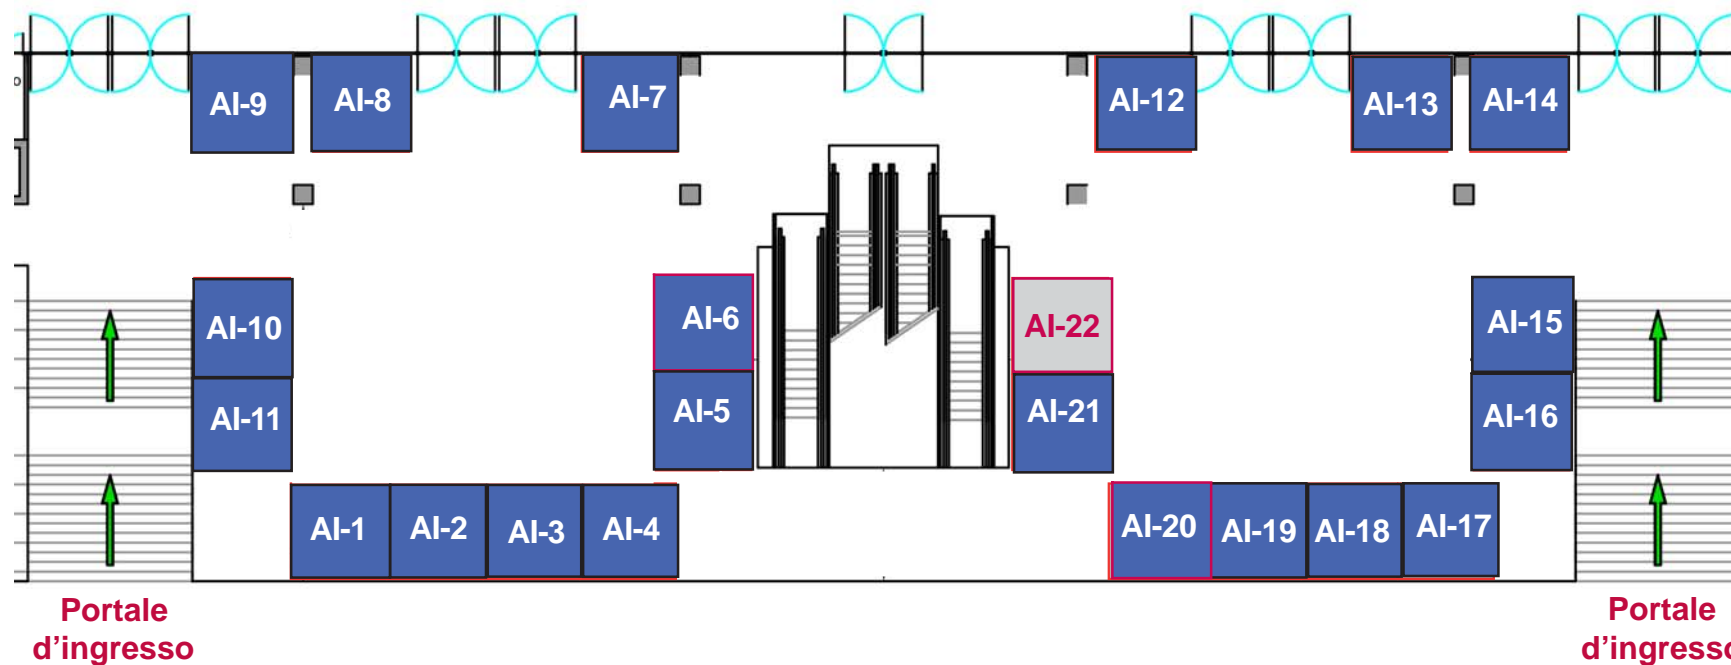 AI-9
AI-8
AI-7
AI-12
AI-13
AI-14
AI-10
AI-6
AI-22
AI-15
AI-11
AI-5
AI-21
AI-16
AI-1
AI-2
AI-3
AI-4
AI-20
AI-19
AI-18
AI-17
Portale
d’ingresso
Portale
d’ingresso